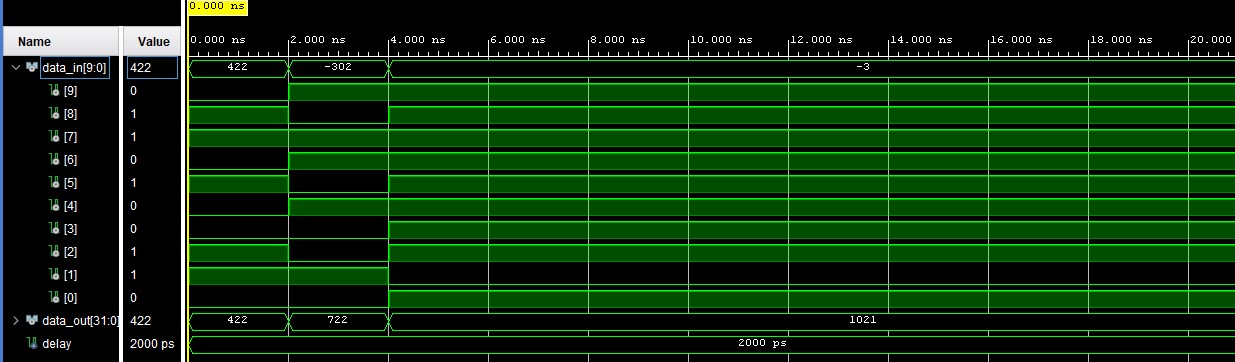 0.000 ns
Name Value 0.000 ns 2.000 ns 4.000 ns 6.000 ns 8.000 ns 10.000 ns 12.000 ns 14.000 ns 16.000 ns 18.000 ns 20.000
data_in[9:0] 422 422 -302 -3
[9] 0
[8] 1
[7] 1
[6] 0
[5] 1
[4] 0
[3] 0
[2] 1
[1] 1
[0] 0
data_out[31:0] 422 422 722 1021
delay 2000 ps 2000 ps